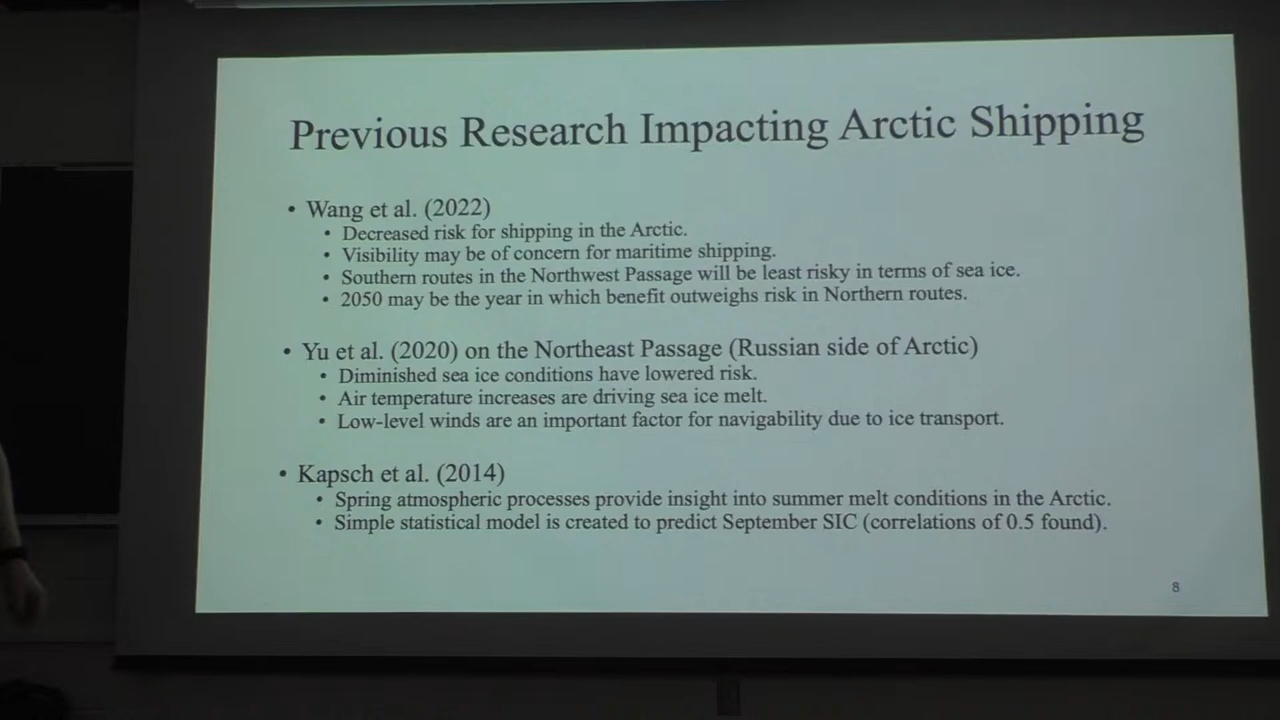 Previous Research Impacting Arctic Shipping
• Wang et al. (2022)
• Decreased risk for shipping in the Arctic.
• Visibility may be of concern for maritime shipping.
• Southern routes in the Northwest Passage will be least risky in terms of sea ice.
• 2050 may be the year in which benefit outweighs risk in Northern routes.
• Yu et al. (2020) on the Northeast Passage (Russian side of Arctic)
• Diminished sea ice conditions have lowered risk.
• Air temperature increases are driving sea ice melt.
• Low-level winds are an important factor for navigability due to ice transport.
• Kapsch et al. (2014)
• Spring atmospheric processes provide insight into summer melt conditions in the Arctic.
• Simple statistical model is created to predict September SIC (correlations of 0.5 found).
8